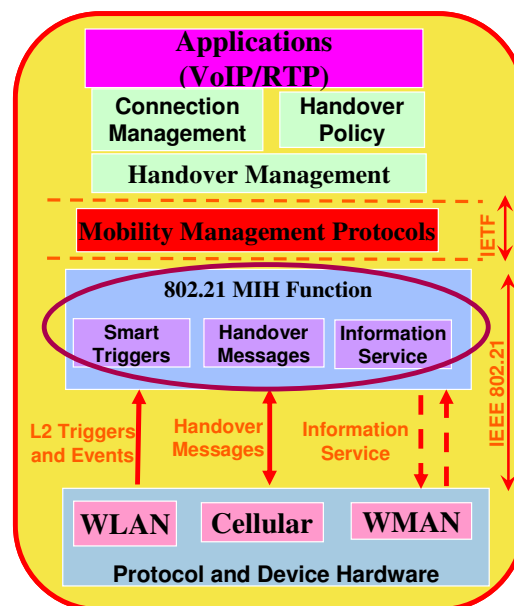 Applications
(VoIP/RTP)
Connection
Management
Handover
Policy
Handover Management
Mobility Management Protocols
IETF
802.21 MIH Function
Smart
Triggers
Handover
Messages
Information
Service
IEEE 802.21
L2 Triggers
and Events
Handover
Messages
Information
Service
WLAN
Cellular
WMAN
Protocol and Device Hardware